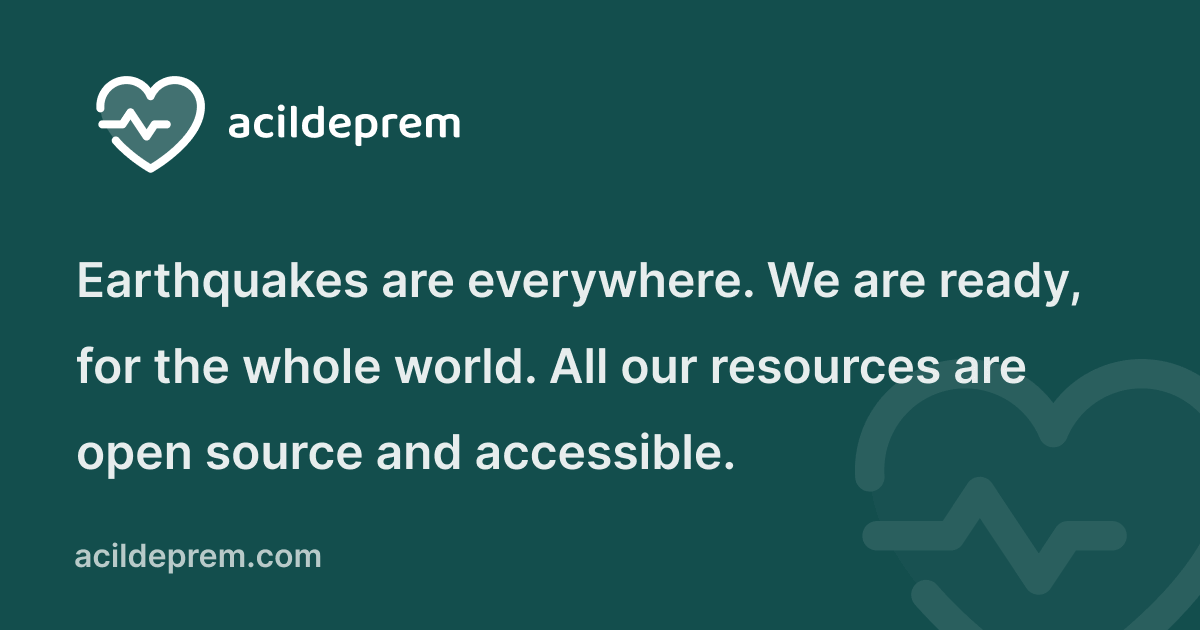 acildeprem
Earthquakes are everywhere. We are ready,
for the whole world. All our resources are
open source and accessible.
acildeprem.com